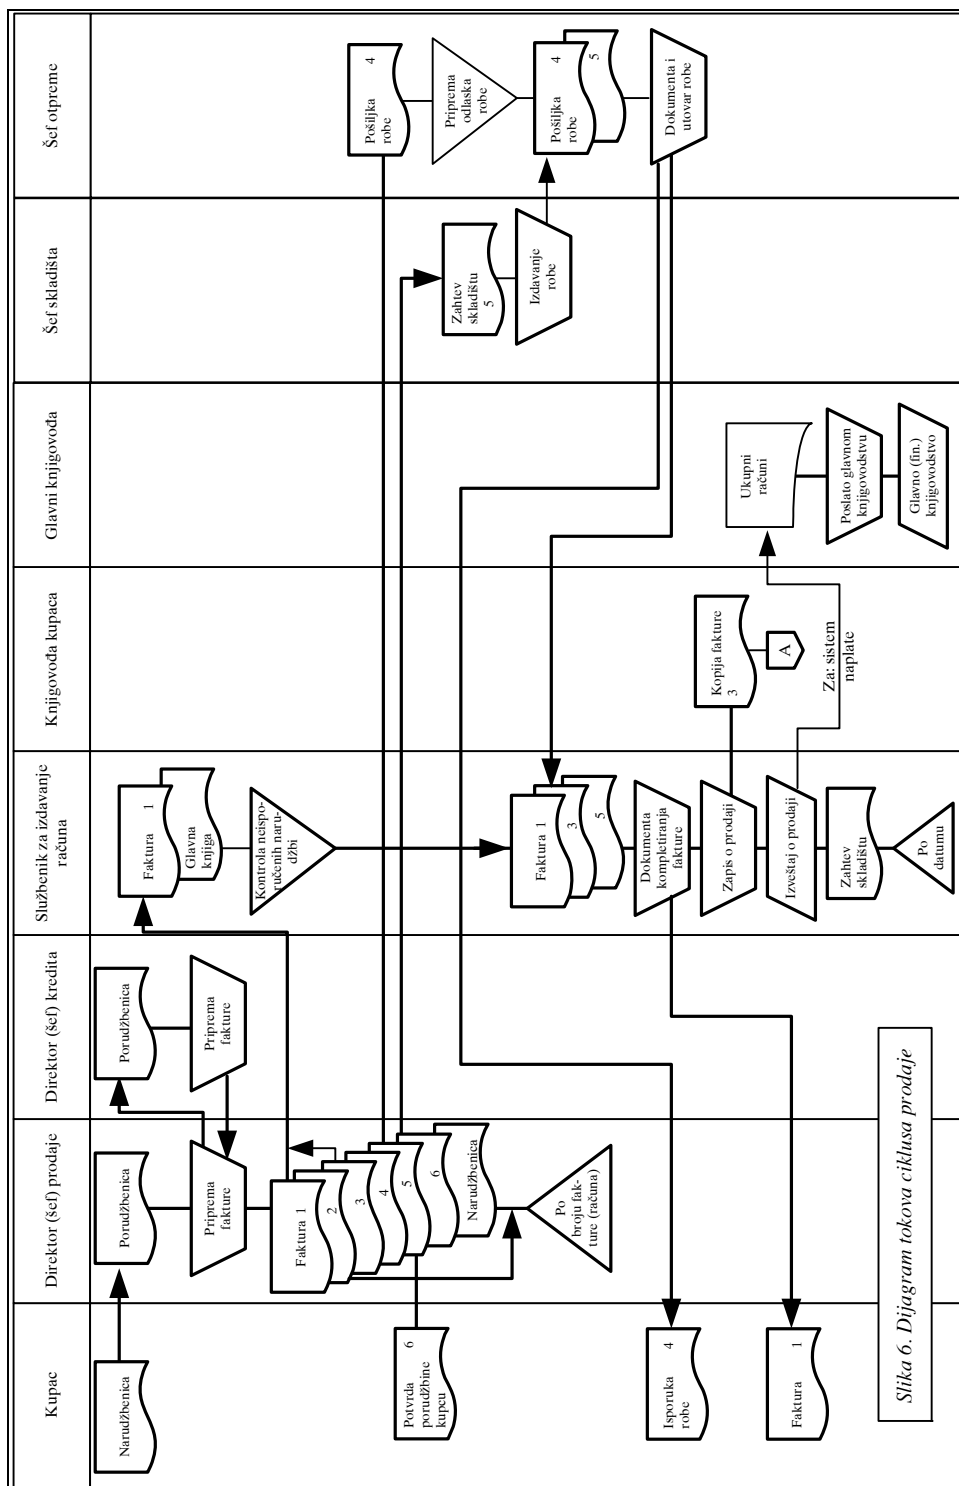 Kupac
Direktor (šef) prodaje
Direktor (šef) kredita
Službenik za izdavanje
računa
Knjigovođa kupaca
Glavni knjigovođa
Šef skladišta
Šef otpreme
Narudžbenica
Potvrda
porudžbine
kupcu
6
Isporuka
robe
4
Faktura
1
Porudžbenica
Priprema
fakture
Faktura 1
2
3
4
5
6
Narudžbenica
Po
broju fak-
ture (računa)
Porudžbenica
Priprema
fakture
Faktura
1
Glavna
knjiga
Kontrola neispo-
ručenih naru-
džbi
Faktura 1
3
5
Dokumenta
kompletiranja
fakture
Zapis o prodaji
Izveštaj o prodaji
Zahtev
skladištu
Po
datumu
Kopija fakture
3
A
Za: sistem
naplate
Ukupni
računi
Poslato glavnom
knjigovodstvu
Glavno (fin.)
knjigovodstvo
Zahtev
skladištu
5
Izdavanje
robe
Pošiljka
robe
4
Priprema
odlaska
robe
Pošiljka
robe
4
5
Dokumenta i
utovar robe
Slika 6. Dijagram tokova ciklusa prodaje